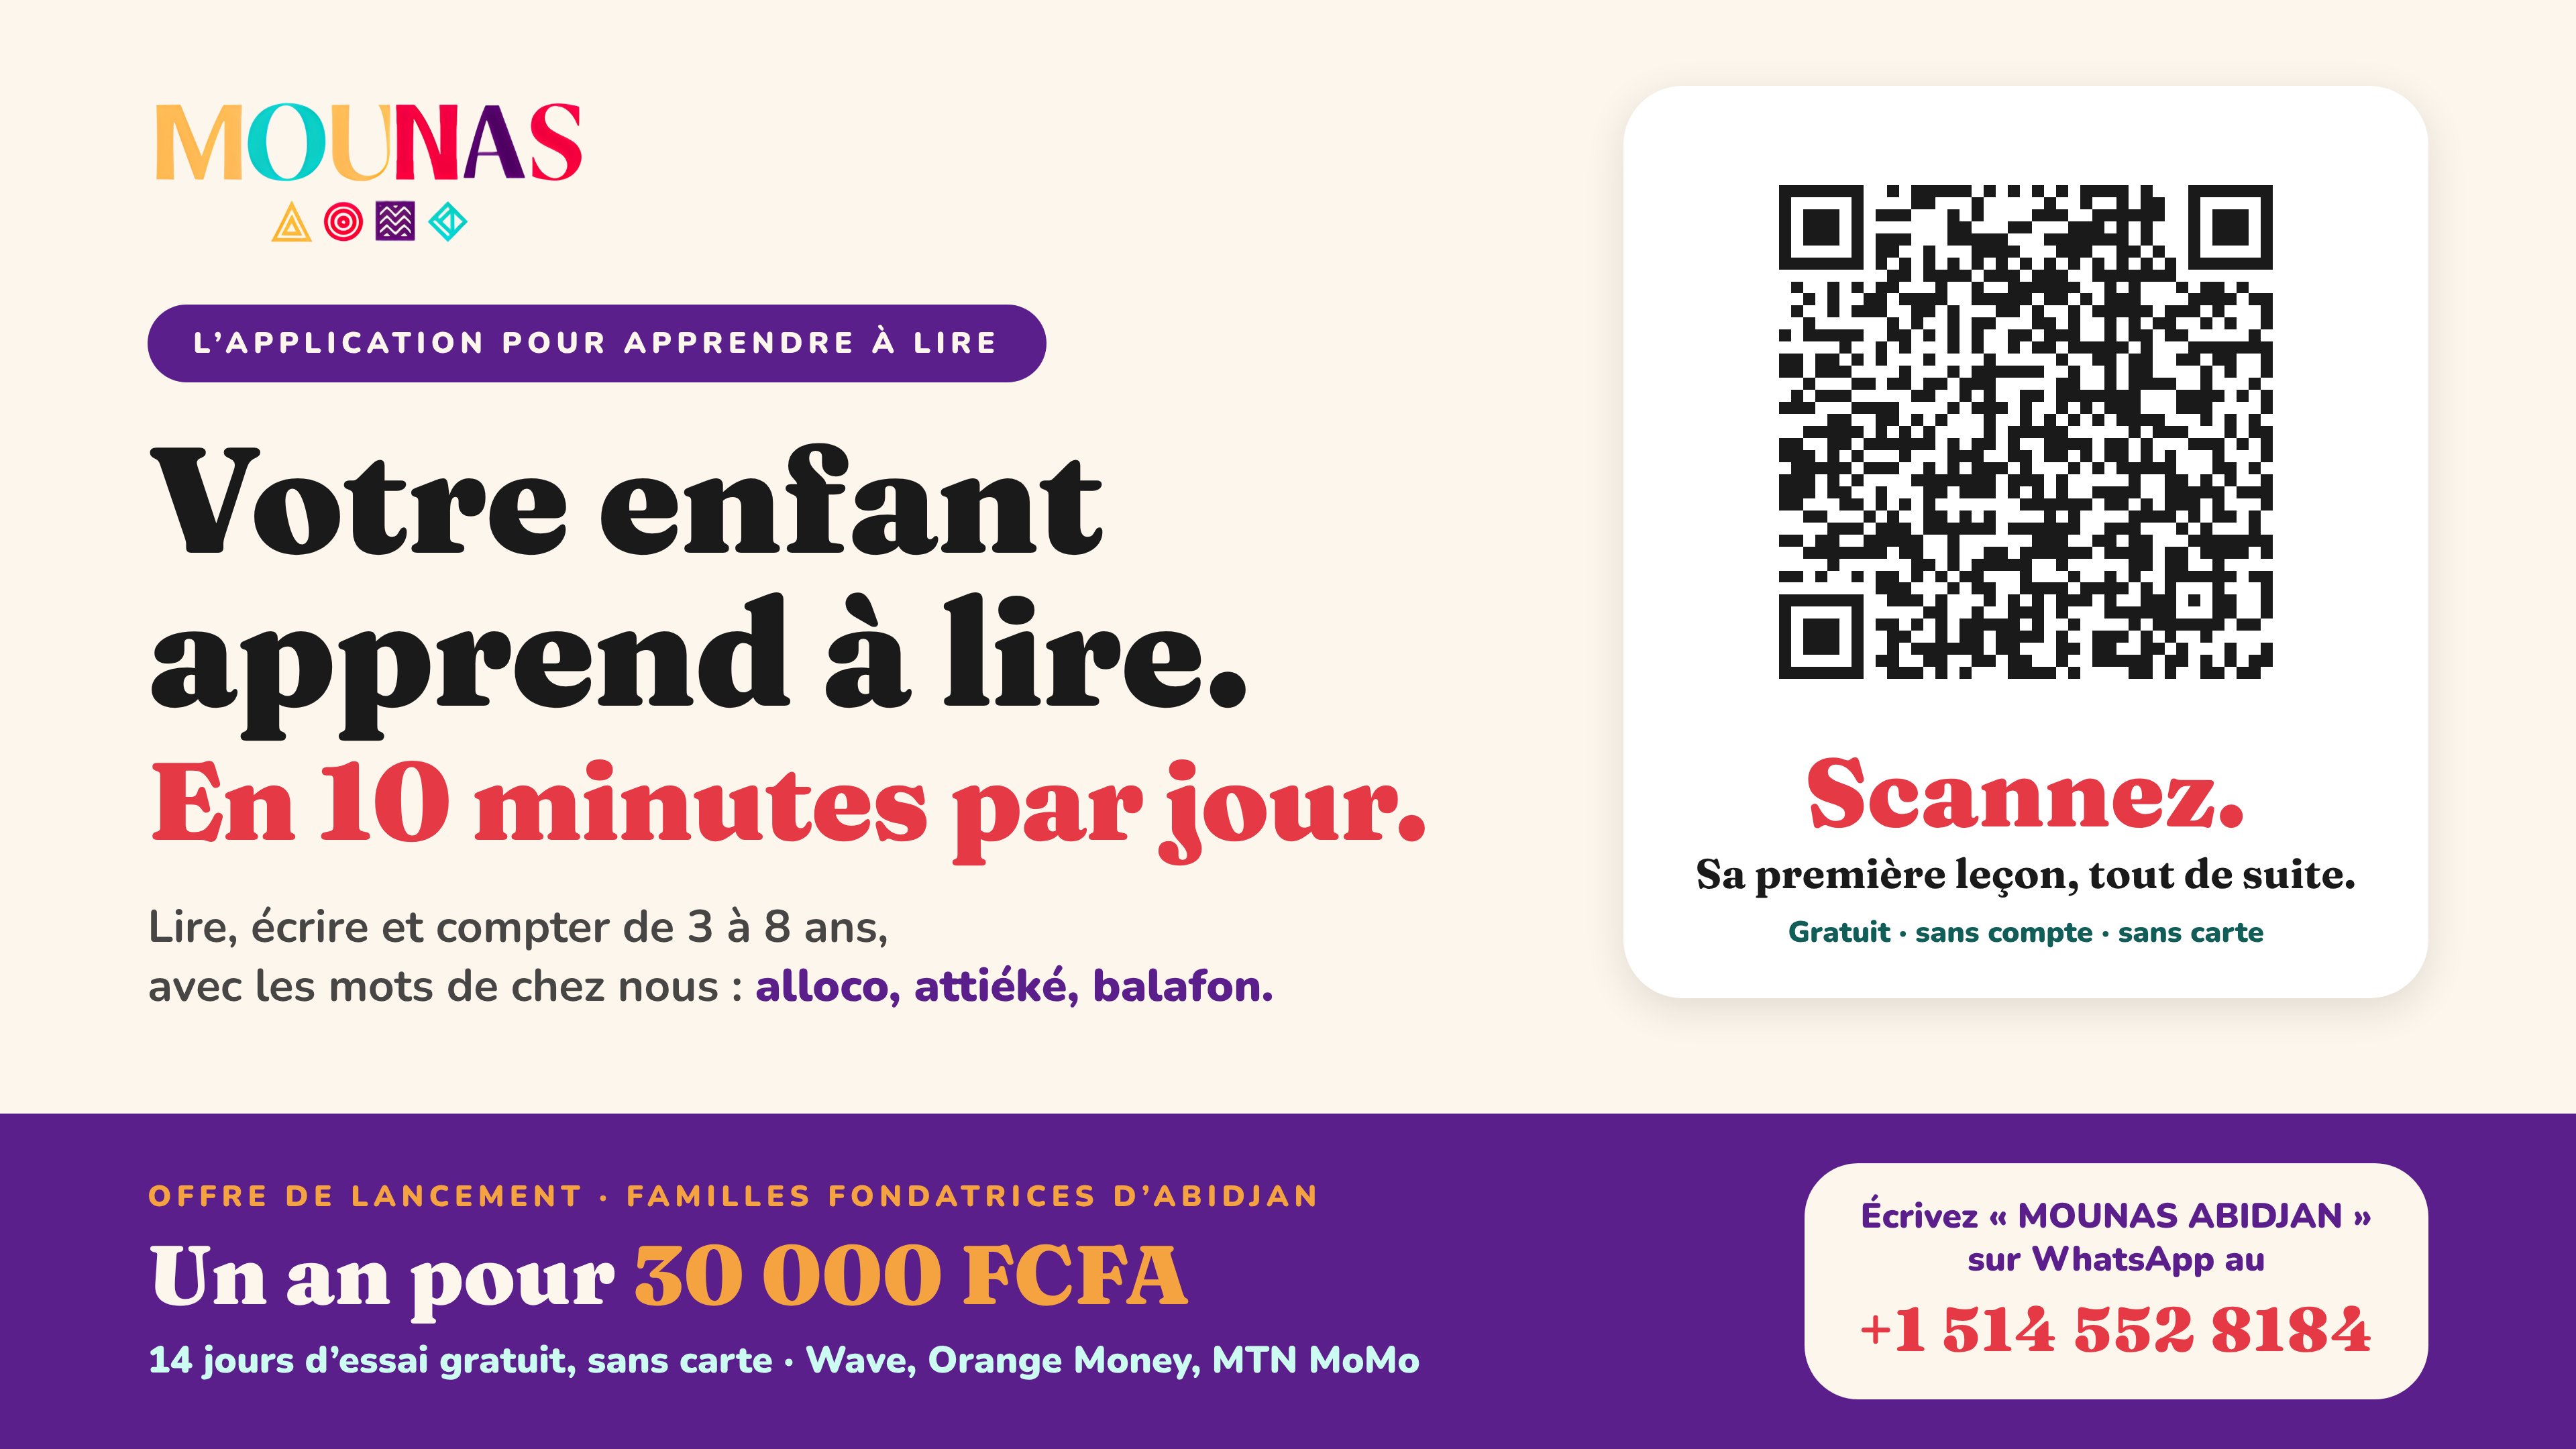 MOUNAS
L’APPLICATION POUR APPRENDRE À LIRE
Votre enfant
apprend à lire.
En 10 minutes par jour.
Lire, écrire et compter de 3 à 8 ans,
avec les mots de chez nous : alloco, attiéké, balafon.
Scannez.
Sa première leçon, tout de suite.
Gratuit · sans compte · sans carte
OFFRE DE LANCEMENT · FAMILLES FONDATRICES D’ABIDJAN
Un an pour 30 000 FCFA
14 jours d’essai gratuit, sans carte · Wave, Orange Money, MTN MoMo
Écrivez « MOUNAS ABIDJAN »
sur WhatsApp au
+1 514 552 8184